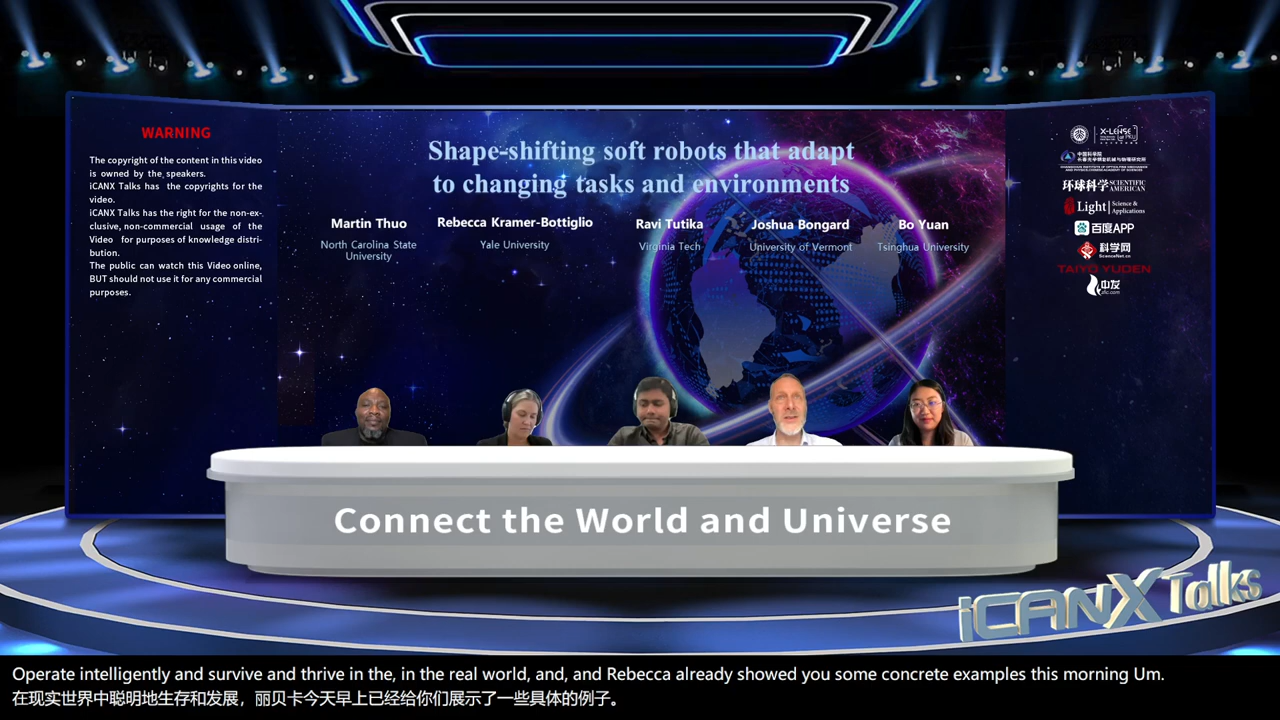 WARNING
The copyright of the content in this video
is owned by the speakers.
iCANX Talks has the copyrights for the
video.
iCANX Talks has the right for the non-ex-
clusive, non-commercial usage of the
Video for purposes of knowledge distri-
bution.
The public can watch this Video online,
BUT should not use it for any commercial
purposes.
Shape-shifting soft robots that adapt
to changing tasks and environments
Martin Thuo
North Carolina State
University
Rebecca Kramer-Bottiglio
Yale University
Ravi Tutika
Virginia Tech
Joshua Bongard
University of Vermont
Bo Yuan
Tsinghua University
X-LENSE
中国科学院
环球科学 SCIENTIFIC
AMERICAN
Light Science &
Applications
百度APP
科学网
ScienceNet.cn
TAIYO YUDEN
Connect the World and Universe
iCANX Talks
Operate intelligently and survive and thrive in the, in the real world, and, and Rebecca already showed you some concrete examples this morning Um.
在现实世界中聪明地生存和发展，丽贝卡今天早上已经给你们展示了一些具体的例子。